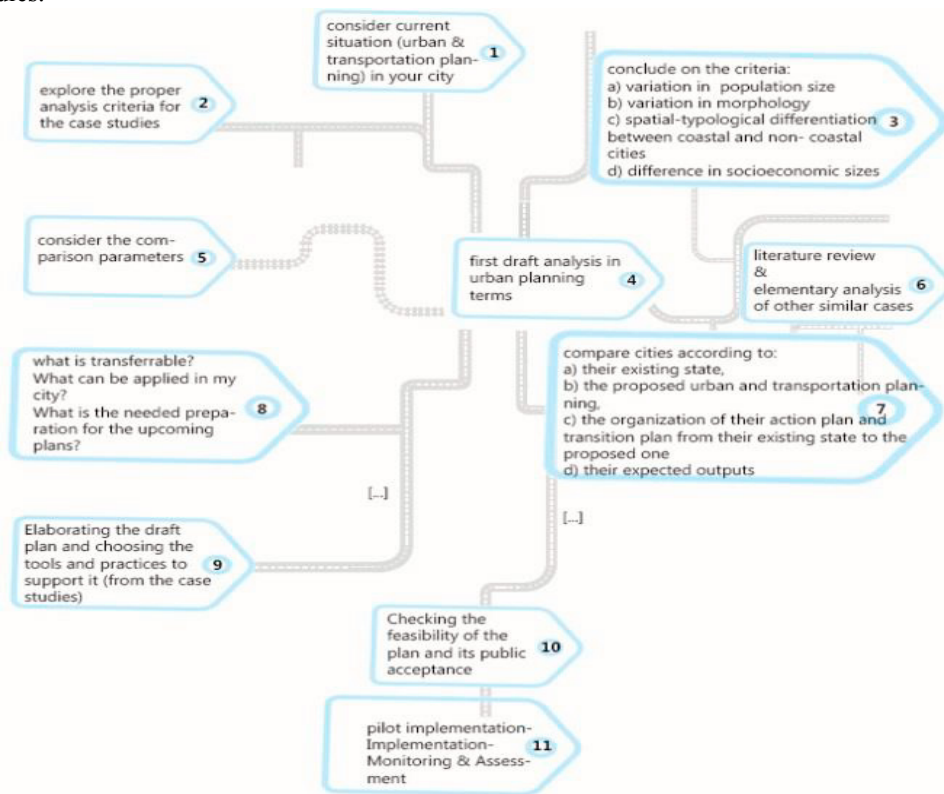 ures.
consider current
situation (urban &
transportation plan-
ning) in your city
1
explore the proper
analysis criteria for
the case studies
2
conclude on the criteria:
a) variation in population size
b) variation in morphology
c) spatial-typological differentiation
between coastal and non- coastal
cities
d) difference in socioeconomic sizes
3
first draft analysis in
urban planning
terms
4
consider the com-
parison parameters
5
literature review
&
elementary analysis
of other similar cases
6
compare cities according to:
a) their existing state,
b) the proposed urban and transportation plan-
ning,
c) the organization of their action plan and
transition plan from their existing state to the
proposed one
d) their expected outputs
7
what is transferrable?
What can be applied in my
city?
What is the needed prepa-
ration for the upcoming
plans?
8
[...]
[...]
Elaborating the draft
plan and choosing the
tools and practices to
support it (from the case
studies)
9
Checking the
feasibility of the
plan and its public
acceptance
10
pilot implementation-
Implementation-
Monitoring & Assess-
ment
11